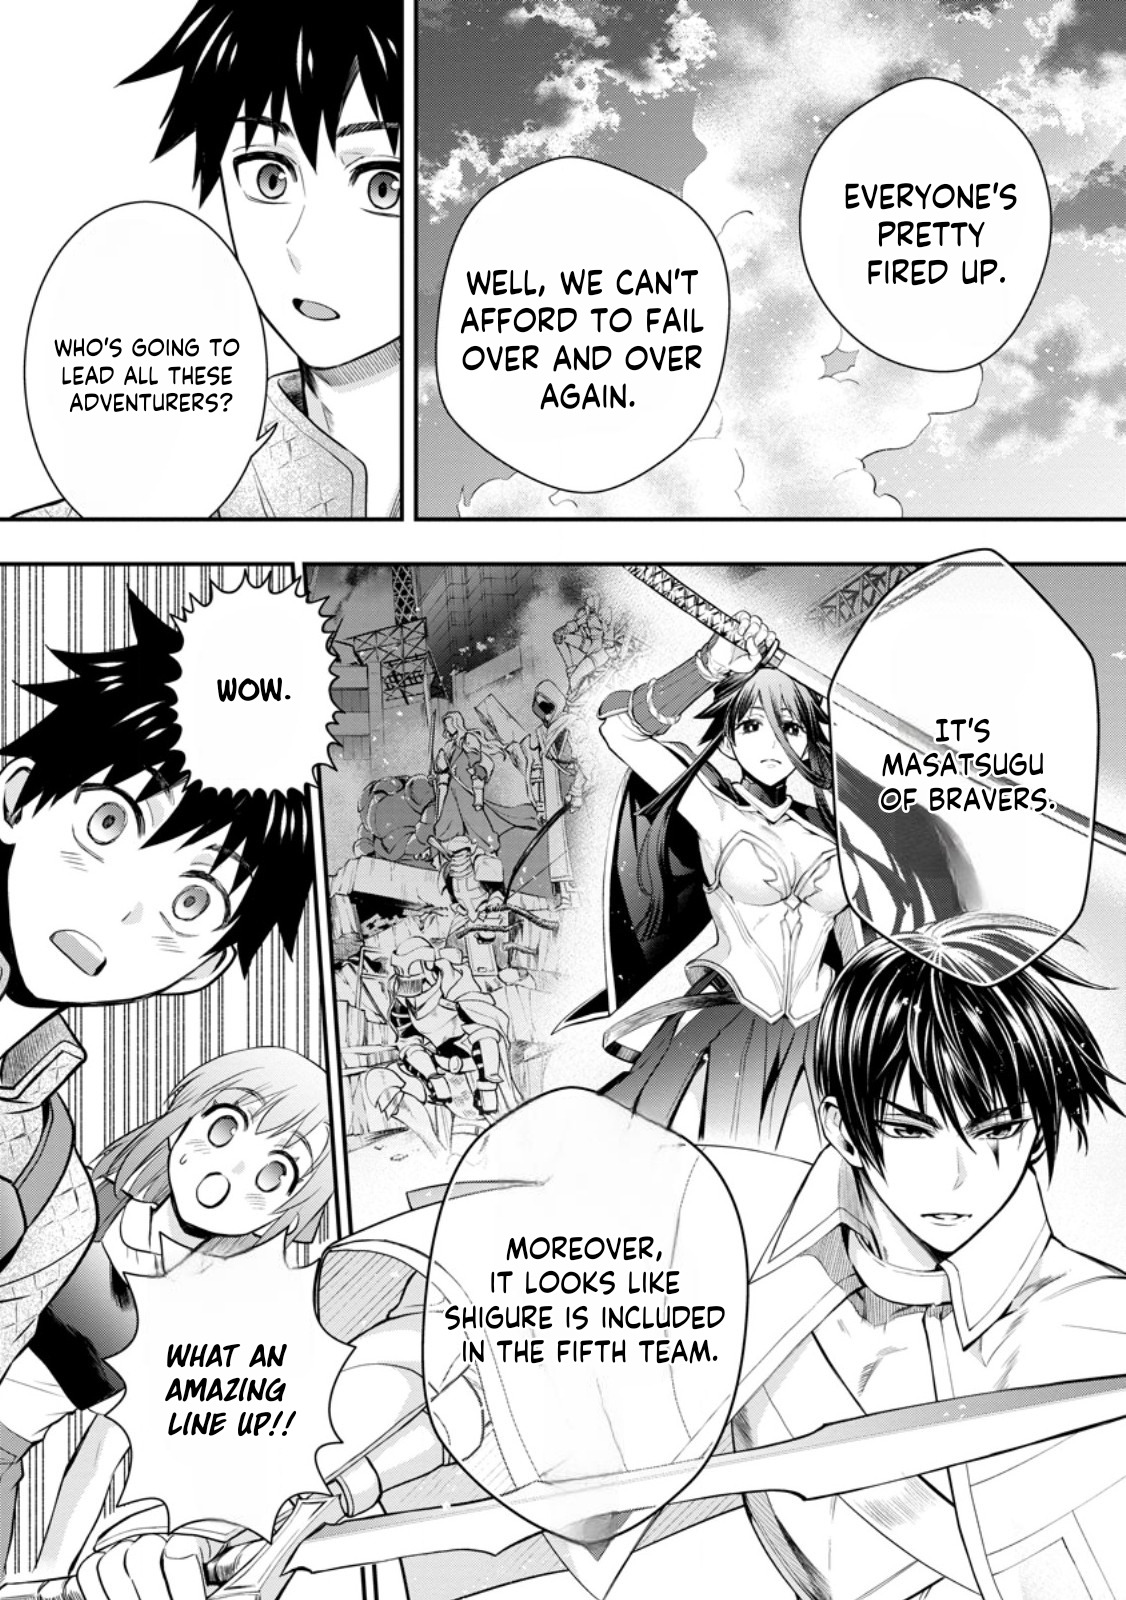 EVERYONE'S
PRETTY
FIRED UP.
WELL, WE CAN'T
AFFORD TO FAIL
OVER AND OVER
AGAIN.
WHO'S GOING TO
LEAD ALL THESE
ADVENTURERS?
IT'S
MASATSUGU
OF BRAVERS.
MOREOVER,
IT LOOKS LIKE
SHIGURE IS INCLUDED
IN THE FIFTH TEAM.
WOW.
WHAT AN
AMAZING
LINE UP!!